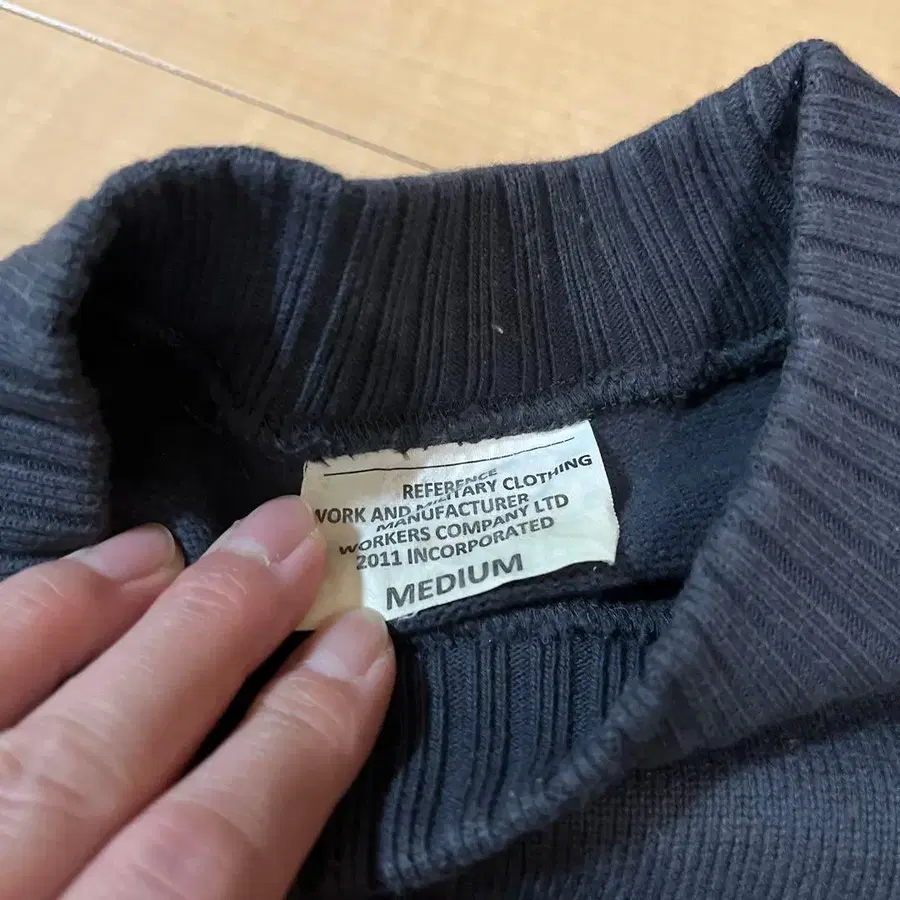 REFERENCE
WORK AND MILITARY CLOTHING
MANUFACTURER
WORKERS COMPANY LTD
2011 INCORPORATED
MEDIUM